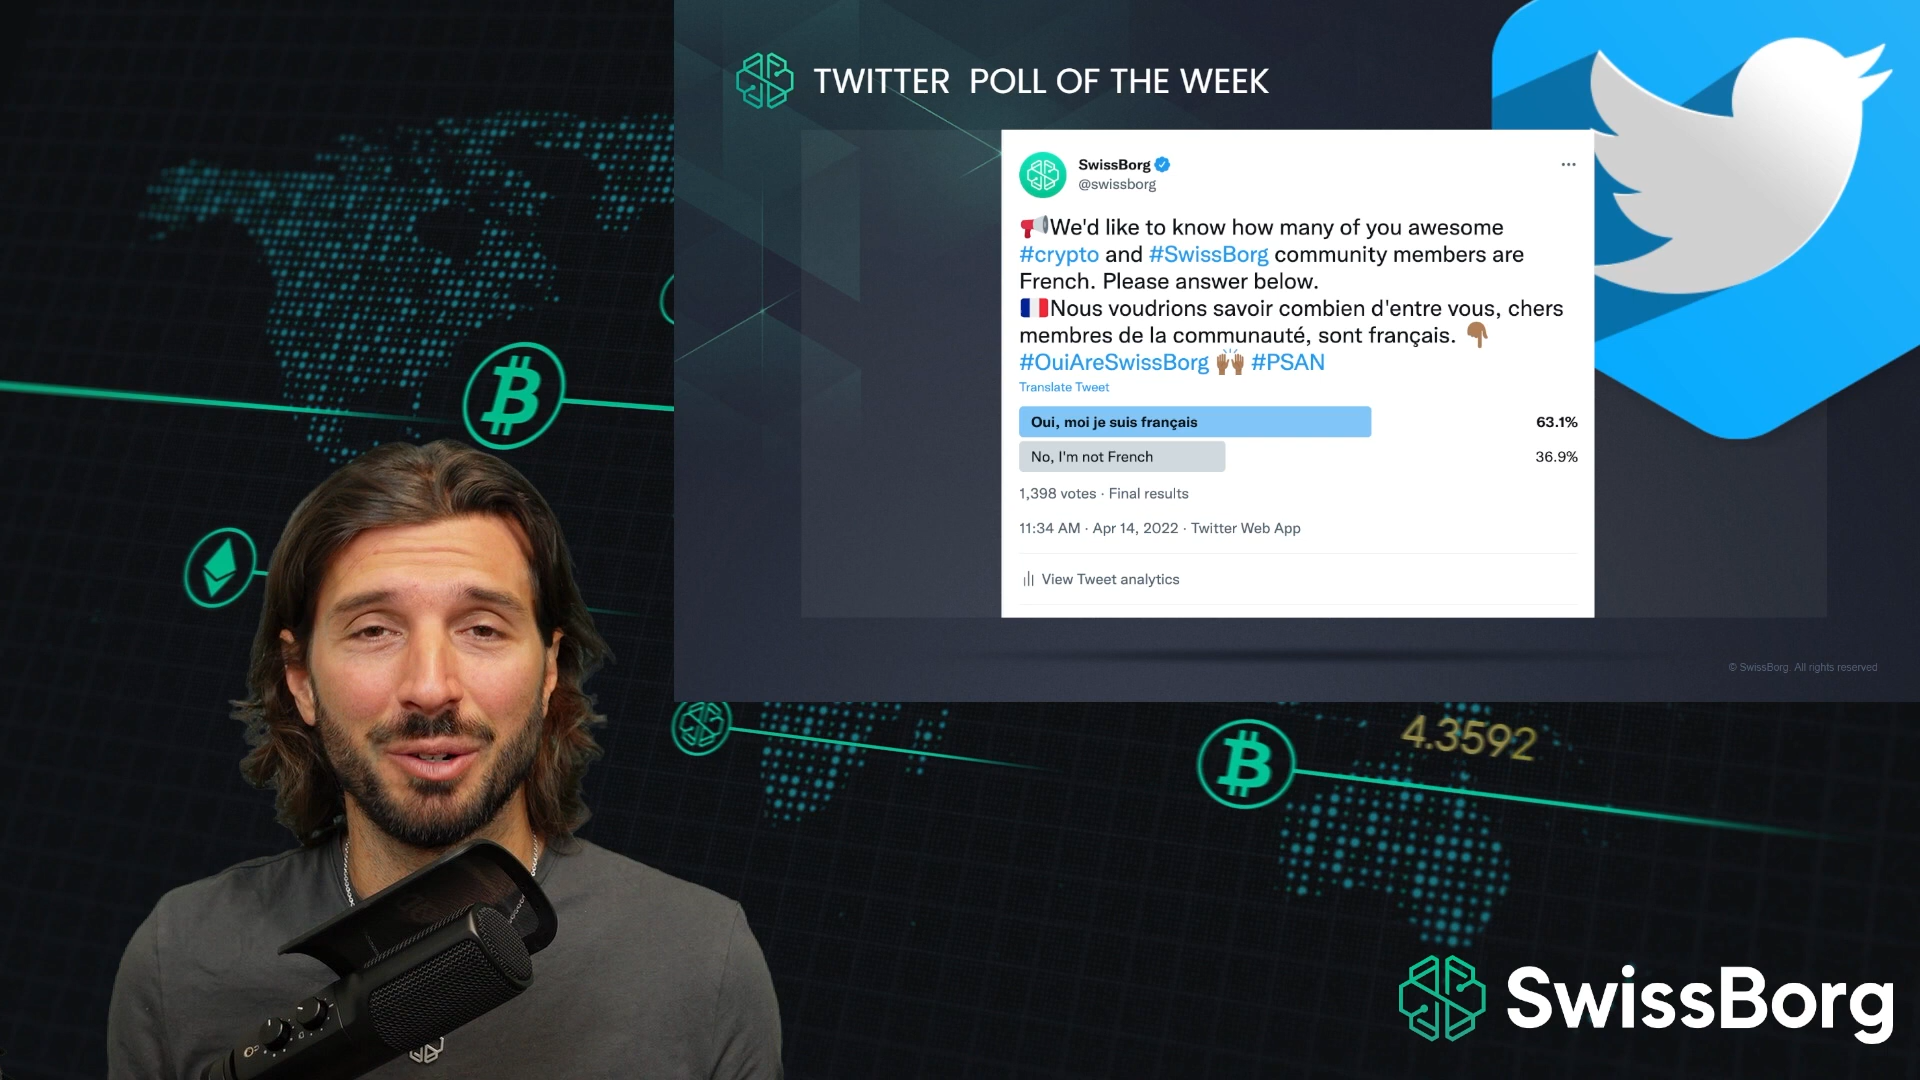 TWITTER POLL OF THE WEEK
SwissBorg
@swissborg
📢We'd like to know how many of you awesome
#crypto and #SwissBorg community members are
French. Please answer below.
🇫🇷Nous voudrions savoir combien d'entre vous, chers
membres de la communauté, sont français. 👇🏽
#OuiAreSwissBorg 🙌🏽 #PSAN
Translate Tweet
Oui, moi je suis français 63.1%
No, I'm not French 36.9%
1,398 votes · Final results
11:34 AM · Apr 14, 2022 · Twitter Web App
View Tweet analytics
© SwissBorg. All rights reserved
4.3592
SwissBorg